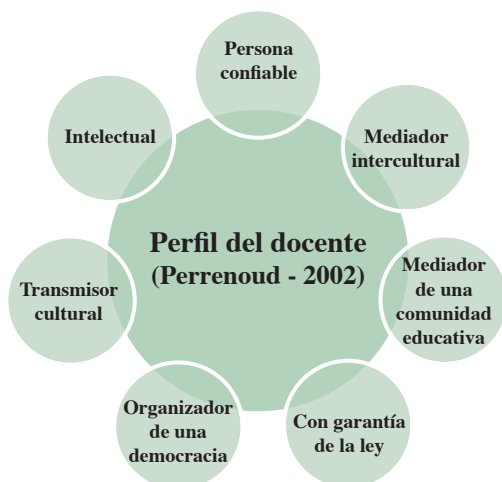 Persona
confiable
Intelectual
Mediador
intercultural
Perfil del docente
(Perrenoud - 2002)
Transmisor
cultural
Mediador
de una
comunidad
educativa
Organizador
de una
democracia
Con garantía
de la ley